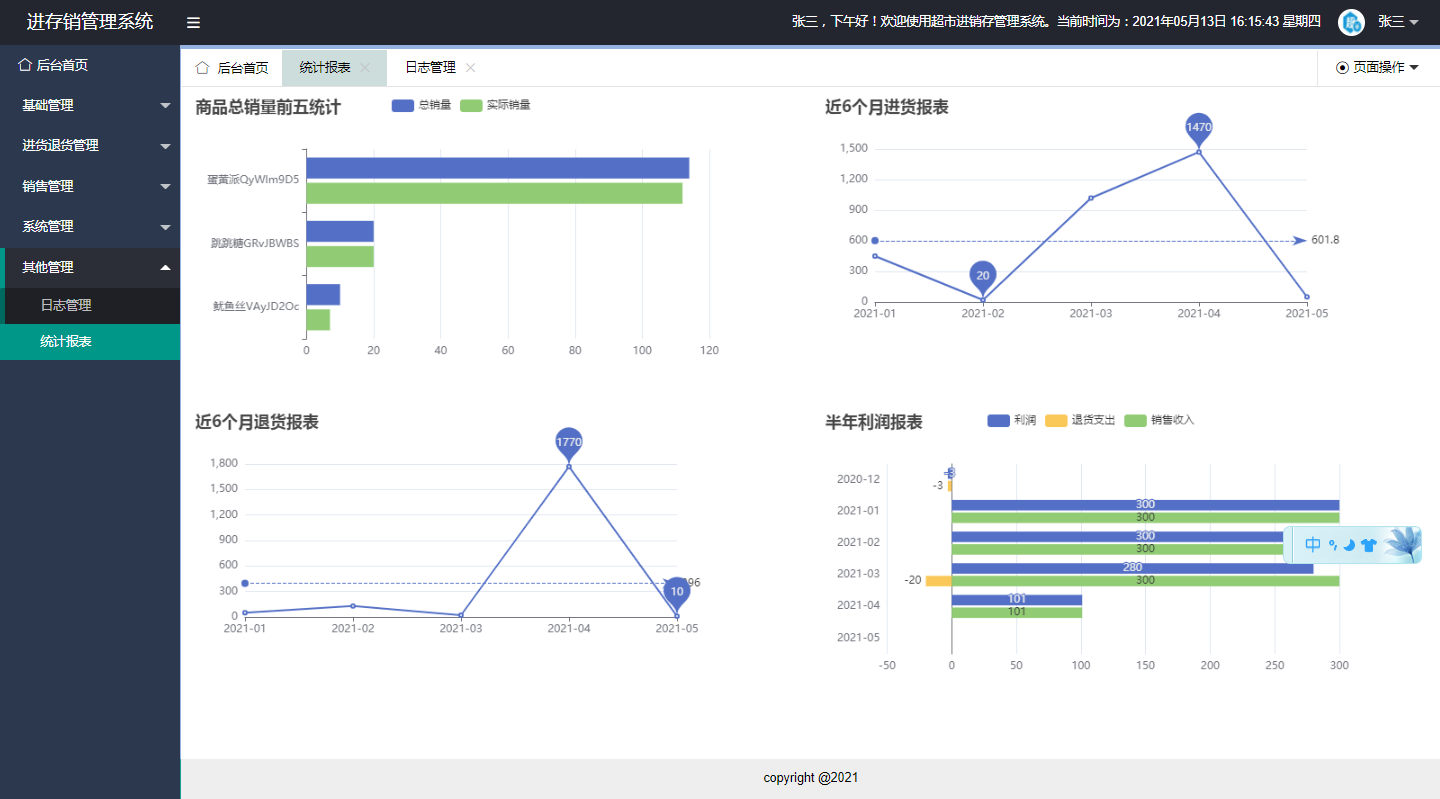 进存销管理系统
张三，下午好！欢迎使用超市进销存管理系统。当前时间为：2021年05月13日 16:15:43 星期四
张三
后台首页
基础管理
进货退货管理
销售管理
系统管理
其他管理
日志管理
统计报表
后台首页
统计报表
日志管理
页面操作
商品总销量前五统计
总销量 实际销量
蛋黄派QyWlm9D5
跳跳糖GRvJBWBS
鱿鱼丝VAyJD2Oc
0 20 40 60 80 100 120
近6个月进货报表
1470
1,500
1,200
900
600
601.8
300
20
0
2021-01 2021-02 2021-03 2021-04 2021-05
近6个月退货报表
1770
1,800
1,500
1,200
900
600
300
10
0
2021-01 2021-02 2021-03 2021-04 2021-05
半年利润报表
利润 退货支出 销售收入
2020-12
-3
-3
2021-01
300
300
2021-02
300
300
2021-03
280
-20
300
2021-04
101
101
2021-05
-50 0 50 100 150 200 250 300
中
copyright @2021